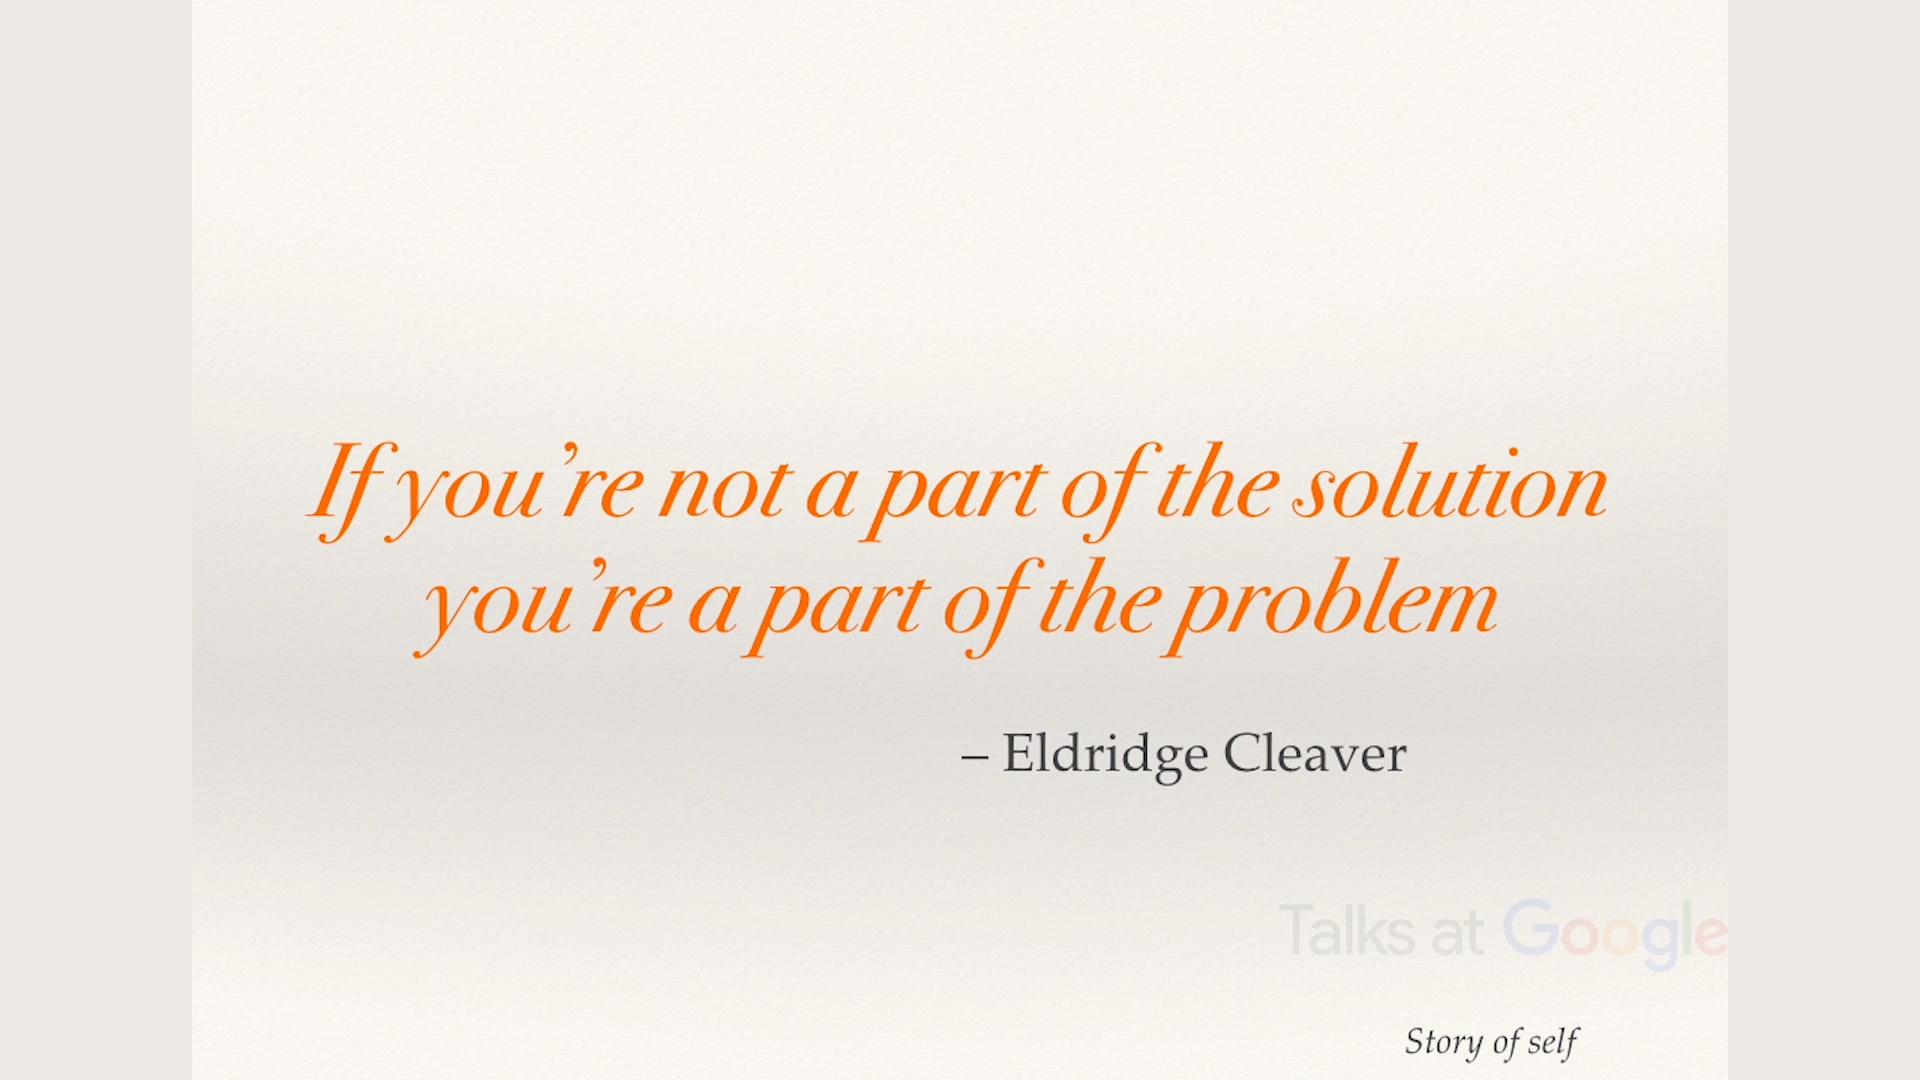 If you’re not a part of the solution
you’re a part of the problem
– Eldridge Cleaver
Talks at Google
Story of self